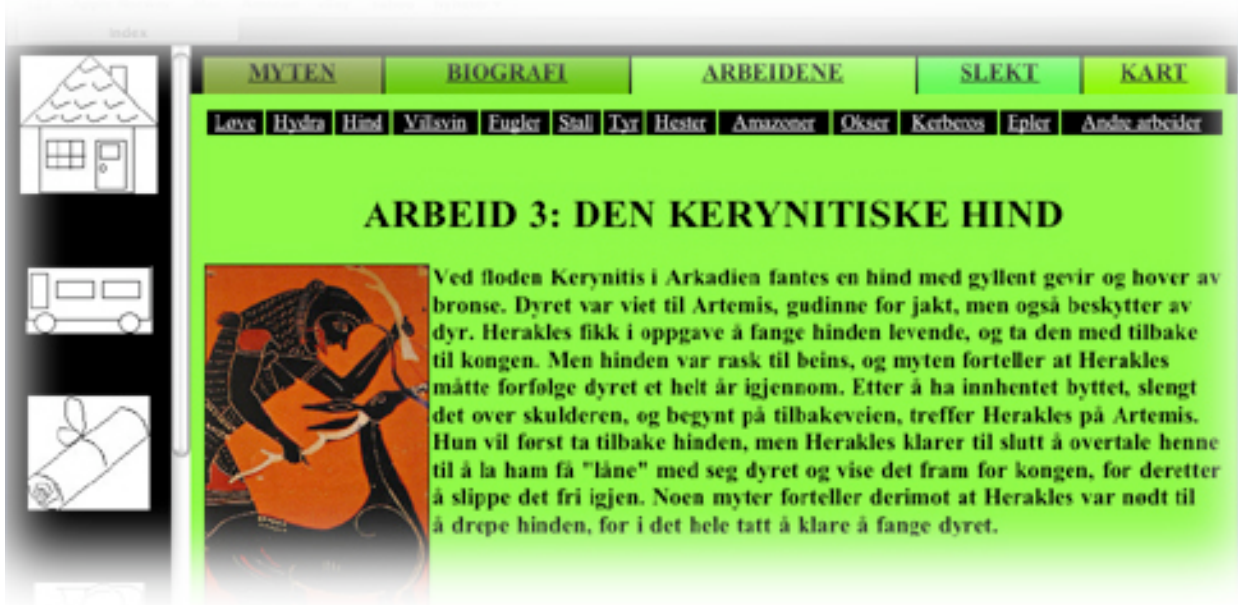 index
MYTEN BIOGRAFI ARBEIDENE SLEKT KART
Løve Hydra Hind Villsvin Fugler Stall Tyr Hester Amazoner Okser Kerberos Epler Andre arbeider
ARBEID 3: DEN KERYNITISKE HIND
Ved floden Kerynitis i Arkadien fantes en hind med gyllent gevir og hover av
bronse. Dyret var viet til Artemis, gudinne for jakt, men også beskytter av
dyr. Herakles fikk i oppgave å fange hinden levende, og ta den med tilbake
til kongen. Men hinden var rask til beins, og myten forteller at Herakles
måtte forfølge dyret et helt år igjennom. Etter å ha innhentet byttet, slengt
det over skulderen, og begynt på tilbakeveien, treffer Herakles på Artemis.
Hun vil først ta tilbake hinden, men Herakles klarer til slutt å overtale henne
til å la ham få "låne" med seg dyret og vise det fram for kongen, for deretter
å slippe det fri igjen. Noen myter forteller derimot at Herakles var nødt til
å drepe hinden, for i det hele tatt å klare å fange dyret.